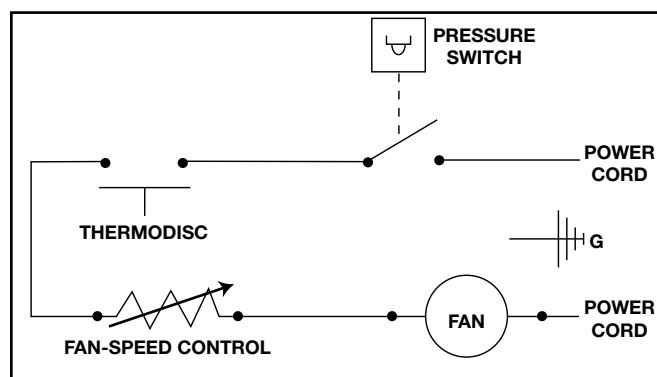 PRESSURE
SWITCH
POWER
CORD
THERMODISC
G
FAN
POWER
CORD
FAN-SPEED CONTROL